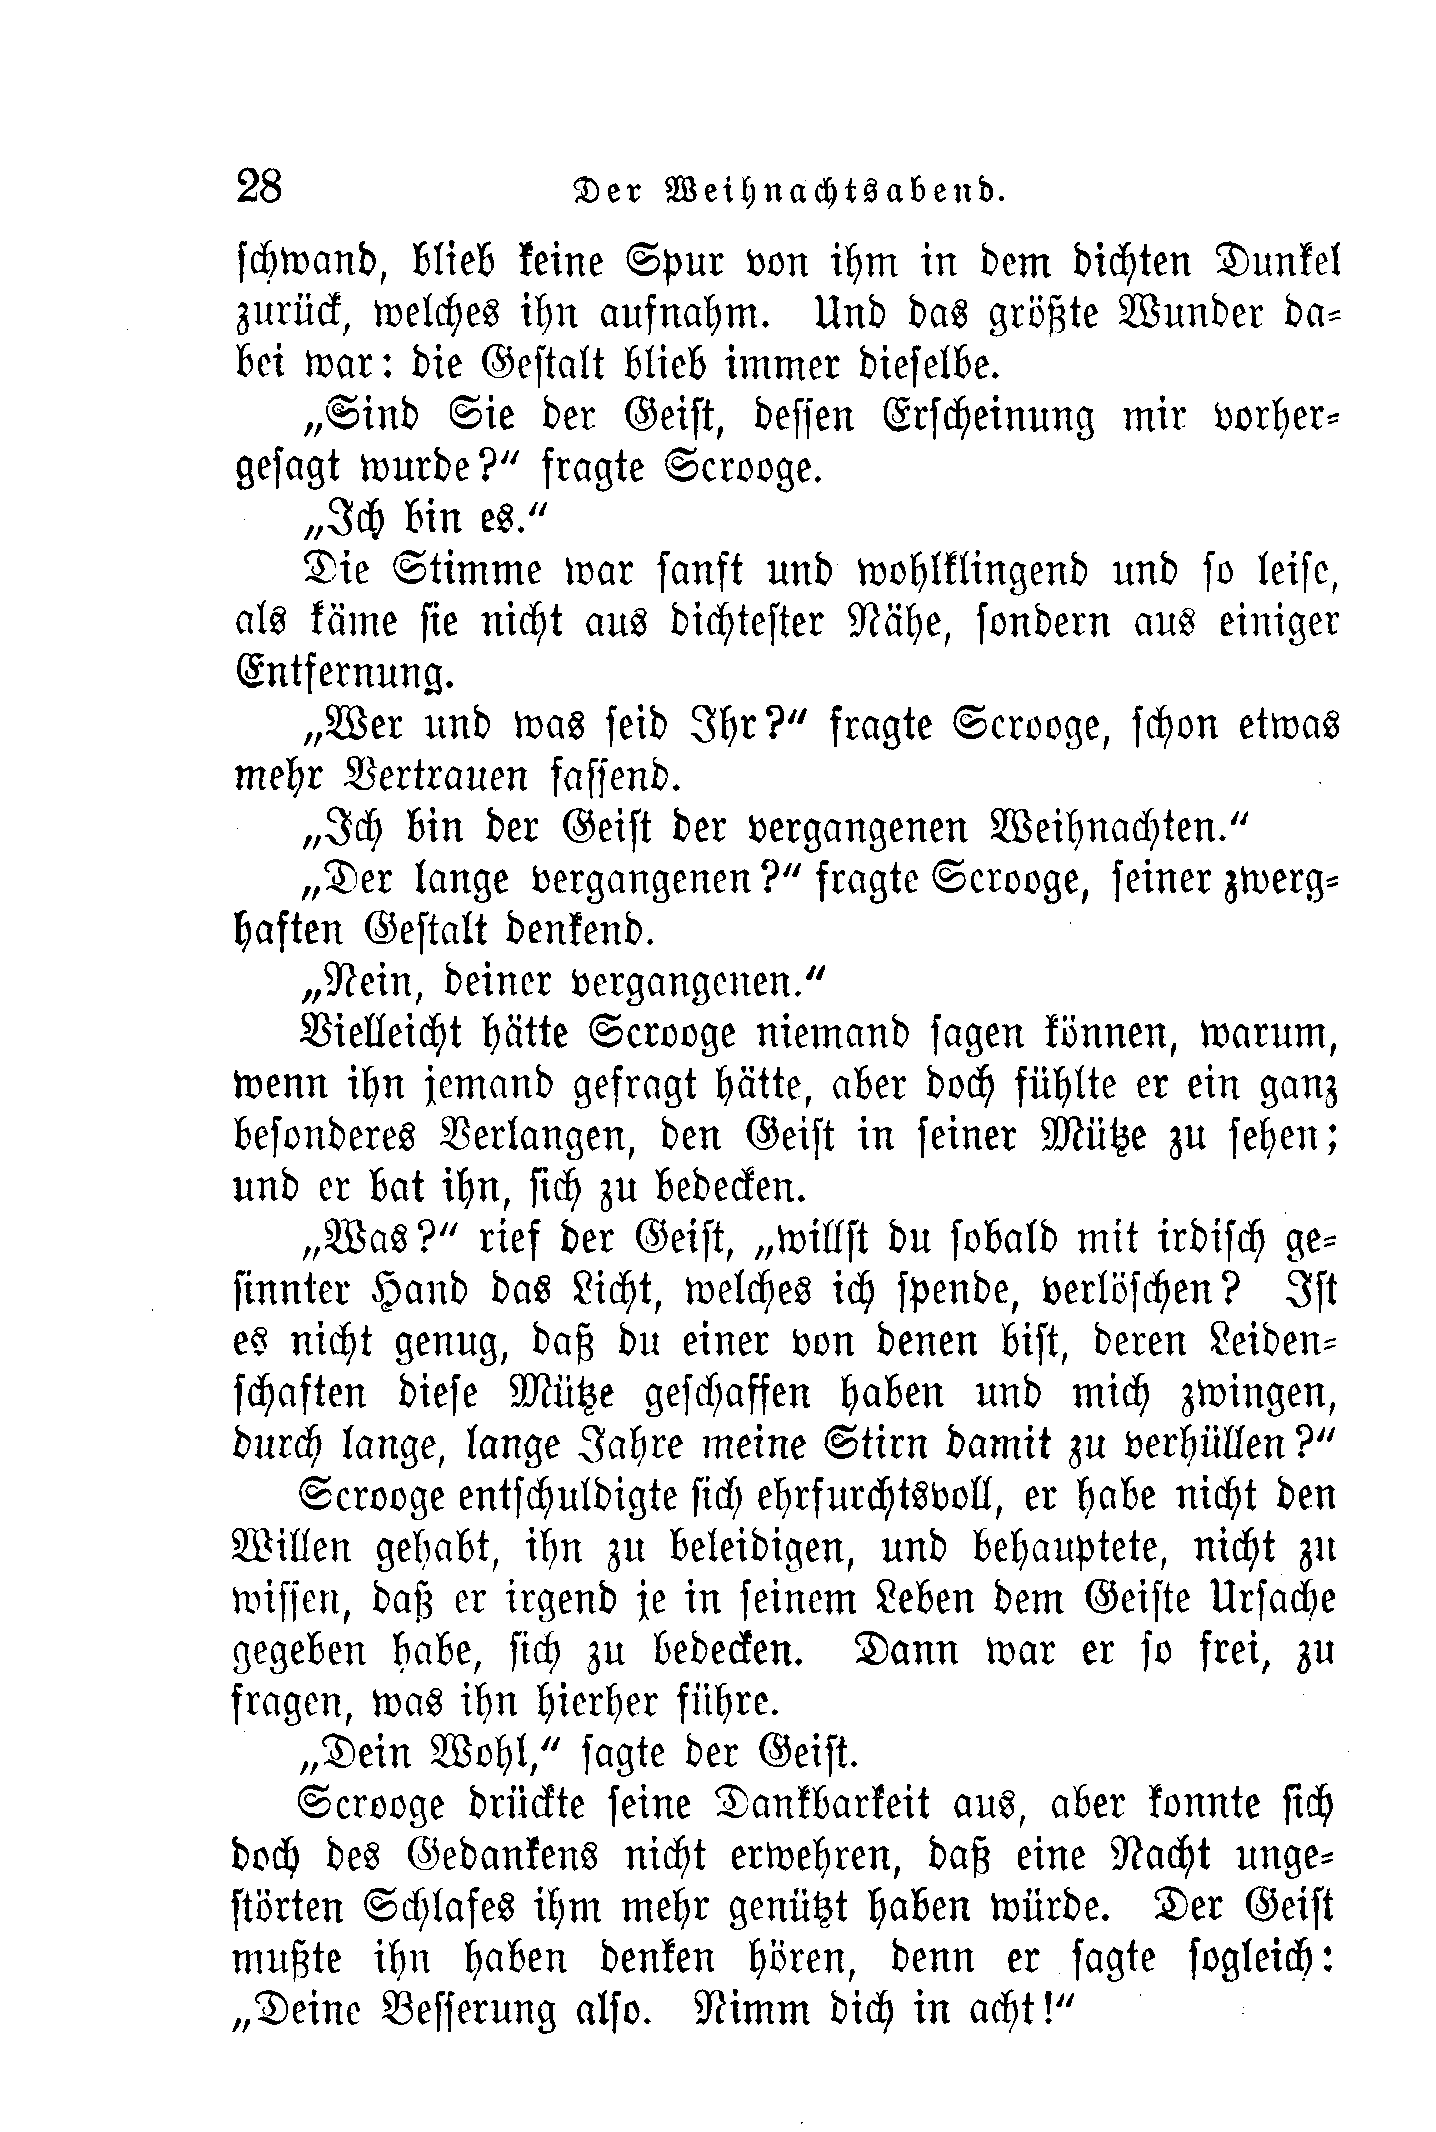 28 Der Weihnachtsabend.
schwand, blieb keine Spur von ihm in dem dichten Dunkel
zurück, welches ihn aufnahm. Und das größte Wunder da-
bei war: die Gestalt blieb immer dieselbe.
„Sind Sie der Geist, dessen Erscheinung mir vorher-
gesagt wurde?“ fragte Scrooge.
„Ich bin es.“
Die Stimme war sanft und wohlklingend und so leise,
als käme sie nicht aus dichtester Nähe, sondern aus einiger
Entfernung.
„Wer und was seid Ihr?“ fragte Scrooge, schon etwas
mehr Vertrauen fassend.
„Ich bin der Geist der vergangenen Weihnachten.“
„Der lange vergangenen?“ fragte Scrooge, seiner zwerg-
haften Gestalt denkend.
„Nein, deiner vergangenen.“
Vielleicht hätte Scrooge niemand sagen können, warum,
wenn ihn jemand gefragt hätte, aber doch fühlte er ein ganz
besonderes Verlangen, den Geist in seiner Mütze zu sehen;
und er bat ihn, sich zu bedecken.
„Was?“ rief der Geist, „willst du sobald mit irdisch ge-
sinnter Hand das Licht, welches ich spende, verlöschen? Ist
es nicht genug, daß du einer von denen bist, deren Leiden-
schaften diese Mütze geschaffen haben und mich zwingen,
durch lange, lange Jahre meine Stirn damit zu verhüllen?“
Scrooge entschuldigte sich ehrfurchtsvoll, er habe nicht den
Willen gehabt, ihn zu beleidigen, und behauptete, nicht zu
wissen, daß er irgend je in seinem Leben dem Geiste Ursache
gegeben habe, sich zu bedecken. Dann war er so frei, zu
fragen, was ihn hierher führe.
„Dein Wohl,“ sagte der Geist.
Scrooge drückte seine Dankbarkeit aus, aber konnte sich
doch des Gedankens nicht erwehren, daß eine Nacht unge-
störten Schlafes ihm mehr genützt haben würde. Der Geist
mußte ihn haben denken hören, denn er sagte sogleich:
„Deine Besserung also. Nimm dich in acht!“